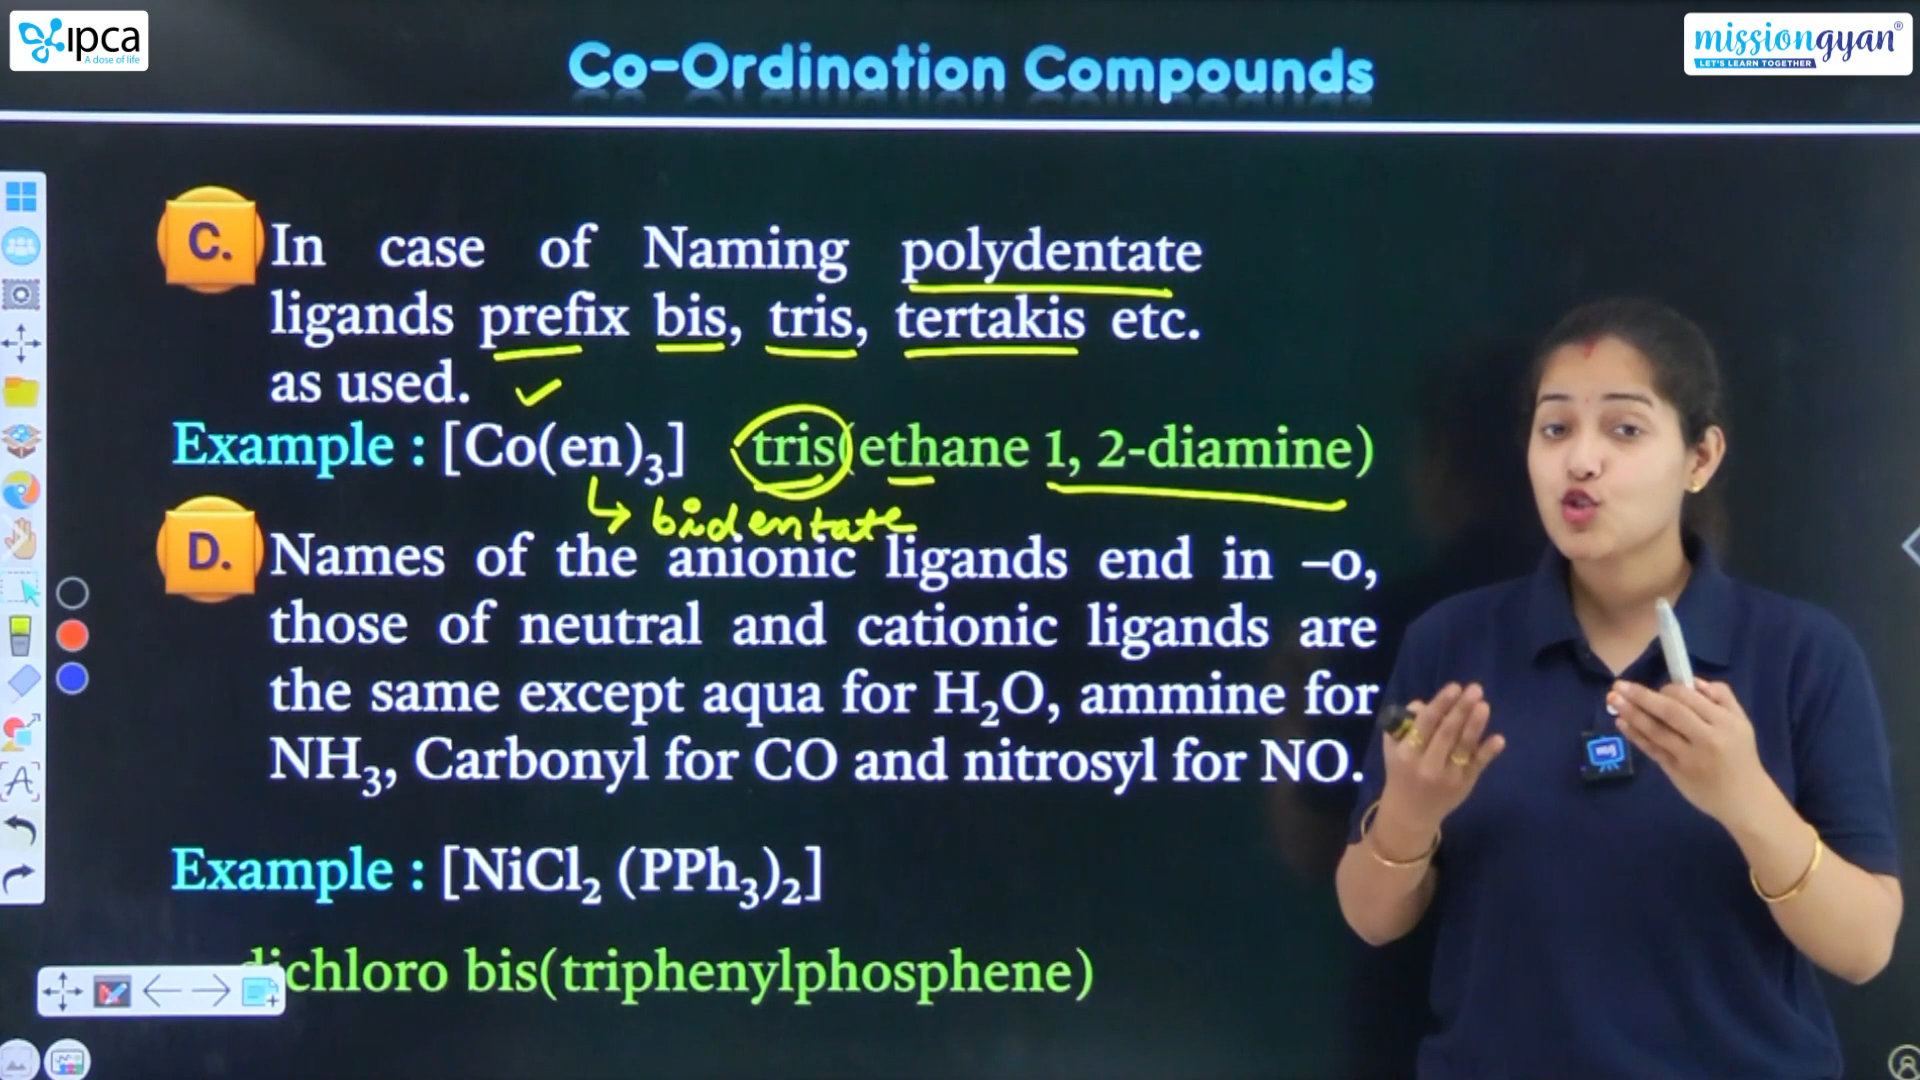 ipca
A dose of life
Co-Ordination Compounds
missiongyan®
LET'S LEARN TOGETHER
C. In case of Naming polydentate
ligands prefix bis, tris, tertakis etc.
as used.
Example : [Co(en)₃] tris(ethane 1, 2-diamine)
bidentate
D. Names of the anionic ligands end in –o,
those of neutral and cationic ligands are
the same except aqua for H₂O, ammine for
NH₃, Carbonyl for CO and nitrosyl for NO.
Example : [NiCl₂ (PPh₃)₂]
dichloro bis(triphenylphosphene)